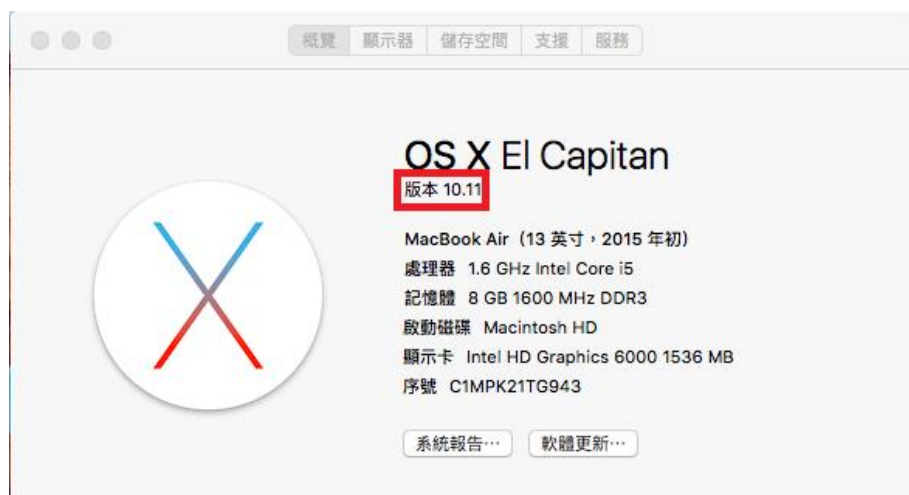 概覽 顯示器 儲存空間 支援 服務
OS X El Capitan
版本 10.11
MacBook Air（13 英寸，2015 年初）
處理器 1.6 GHz Intel Core i5
記憶體 8 GB 1600 MHz DDR3
啟動磁碟 Macintosh HD
顯示卡 Intel HD Graphics 6000 1536 MB
序號 C1MPK21TG943
系統報告⋯ 軟體更新⋯